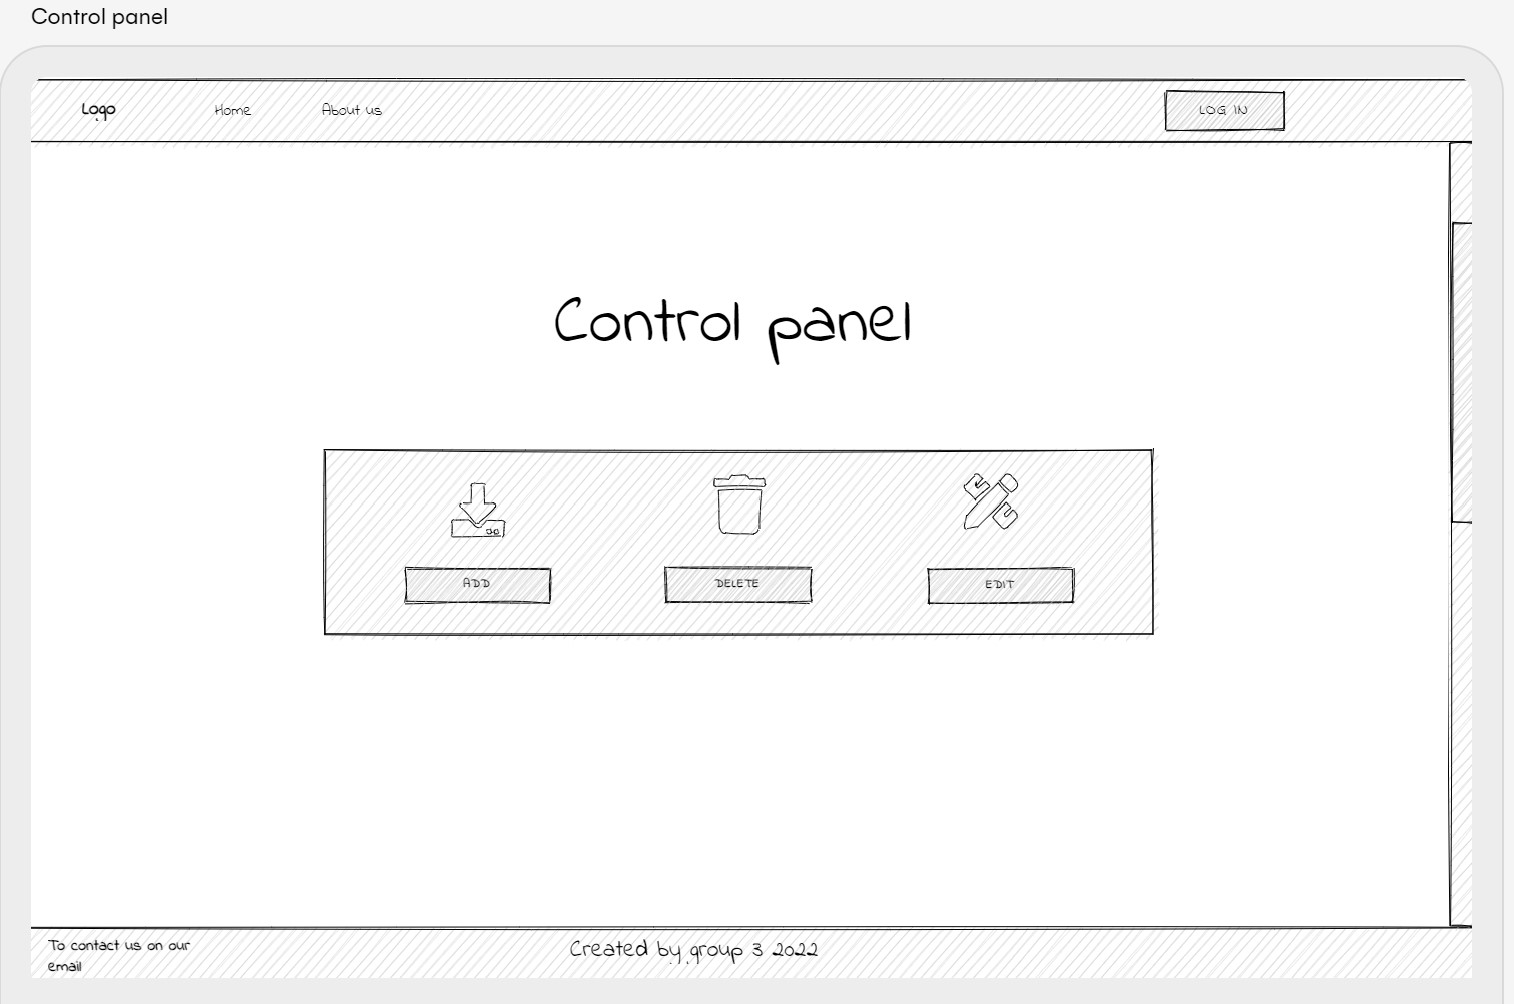 Control panel
Logo
Home
About us
LOG IN
Control panel
ADD
DELETE
EDIT
To contact us on our
email
Created by group 3 2022